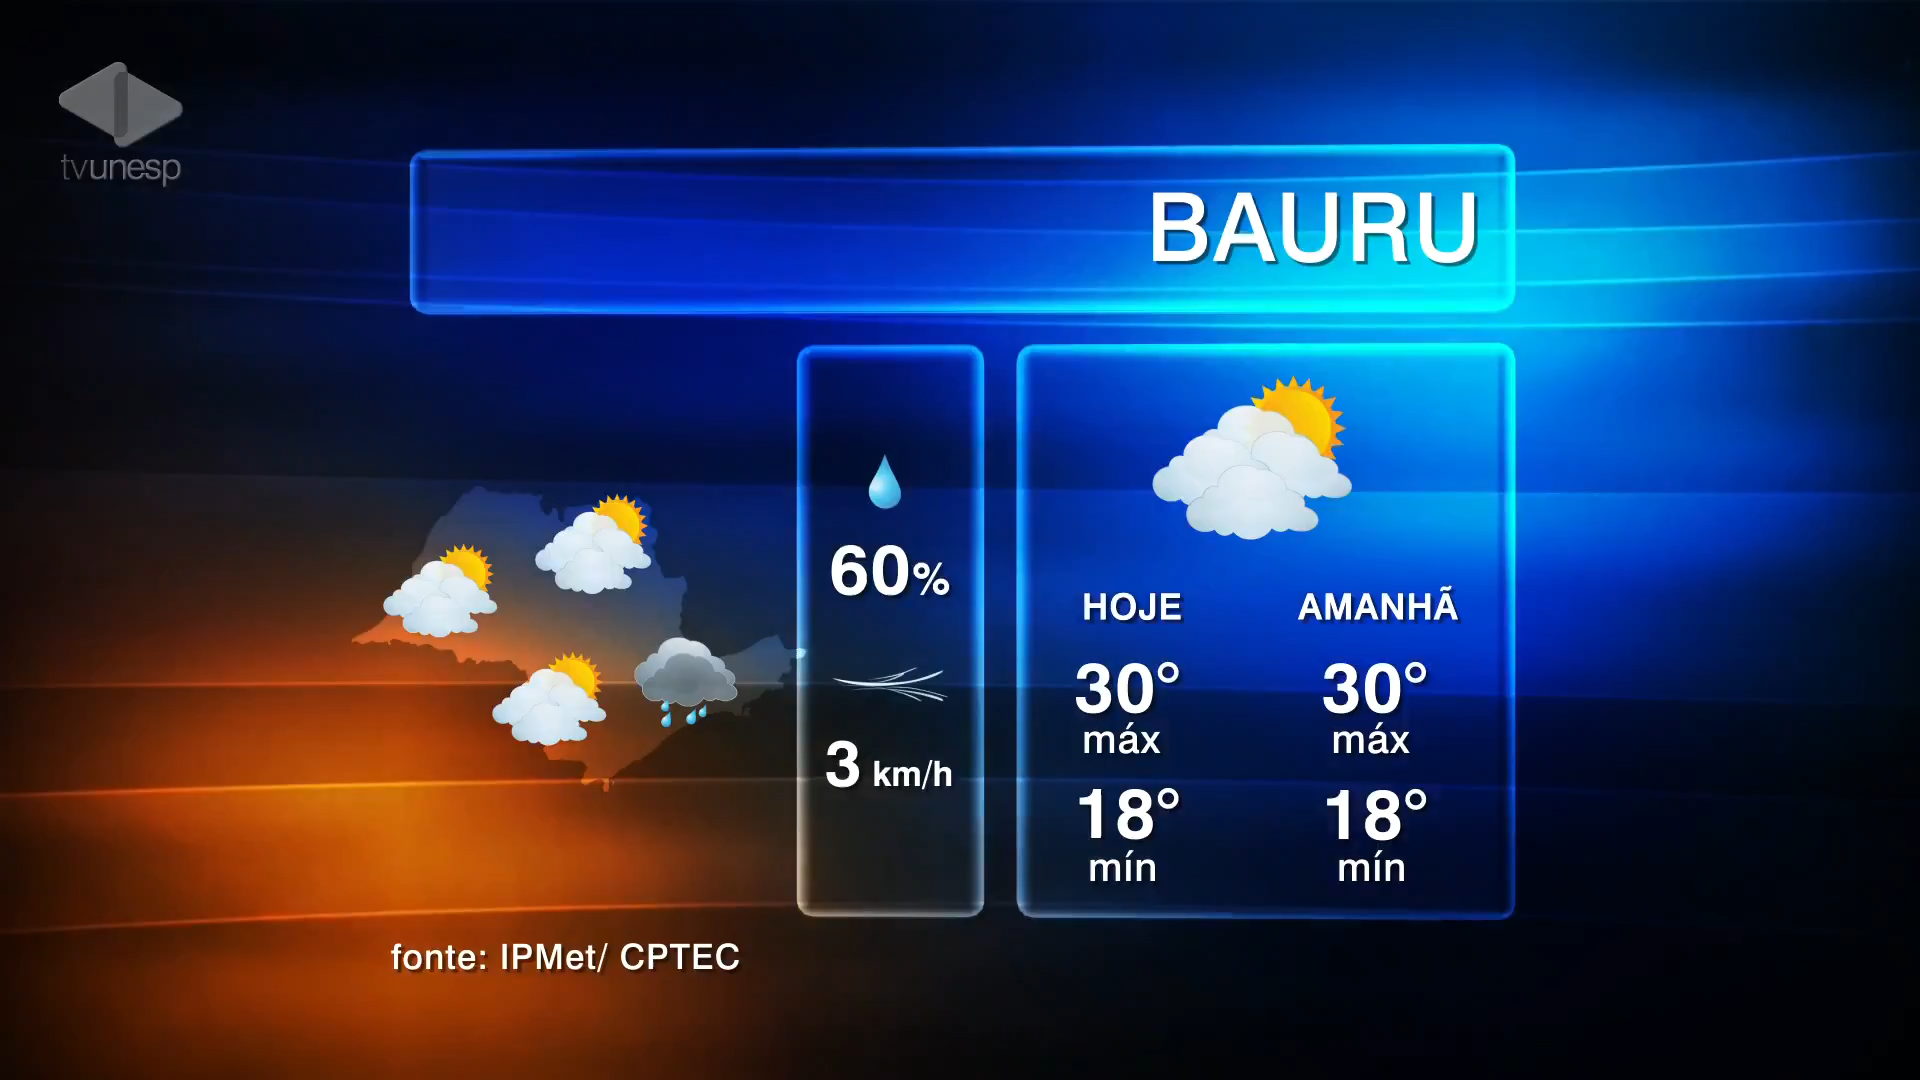 tvunesp
BAURU
60%
3 km/h
HOJE AMANHÃ
30° 30°
máx máx
18° 18°
mín mín
fonte: IPMet/ CPTEC